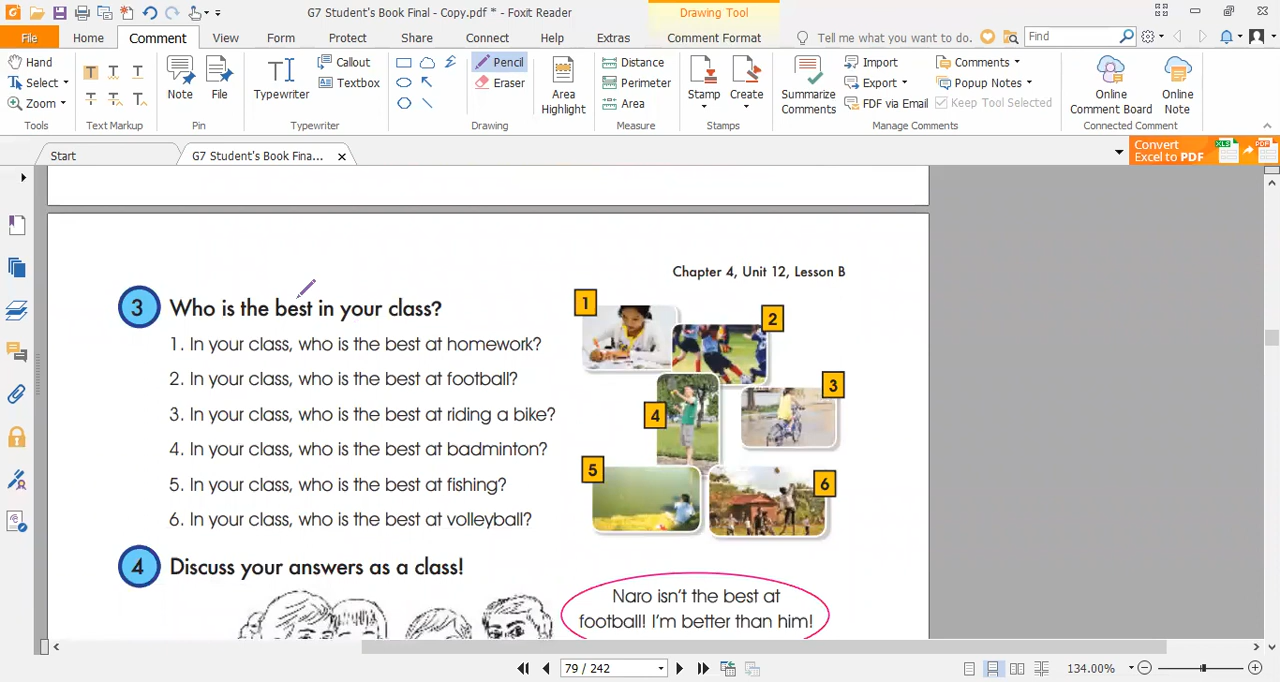 G7 Student's Book Final - Copy.pdf * - Foxit Reader
Drawing Tool
File
Home
Comment
View
Form
Protect
Share
Connect
Help
Extras
Comment Format
Tell me what you want to do.
Find
Hand
Select
Zoom
Tools
Text Markup
Note
File
Pin
Typewriter
Callout
Textbox
Typewriter
Pencil
Eraser
Drawing
Area
Highlight
Distance
Perimeter
Area
Measure
Stamp
Create
Stamps
Summarize
Comments
Import
Export
FDF via Email
Comments
Popup Notes
Keep Tool Selected
Manage Comments
Online
Comment Board
Online
Note
Connected Comment
Start
G7 Student's Book Fina...
Convert
Excel to PDF
Chapter 4, Unit 12, Lesson B
3 Who is the best in your class?
1. In your class, who is the best at homework?
2. In your class, who is the best at football?
3. In your class, who is the best at riding a bike?
4. In your class, who is the best at badminton?
5. In your class, who is the best at fishing?
6. In your class, who is the best at volleyball?
1
2
3
4
5
6
4 Discuss your answers as a class!
Naro isn't the best at
football! I'm better than him!
79 / 242
134.00%